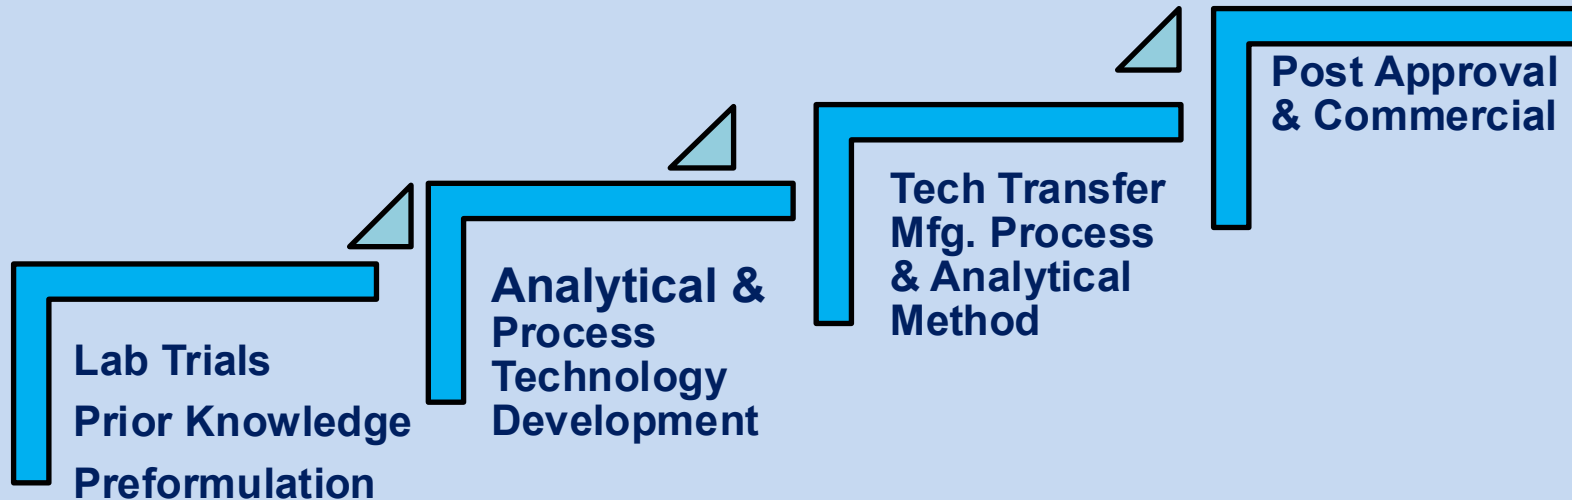 Lab Trials
Prior Knowledge
Preformulation
Analytical &
Process
Technology
Development
Tech Transfer
Mfg. Process
& Analytical
Method
Post Approval
& Commercial